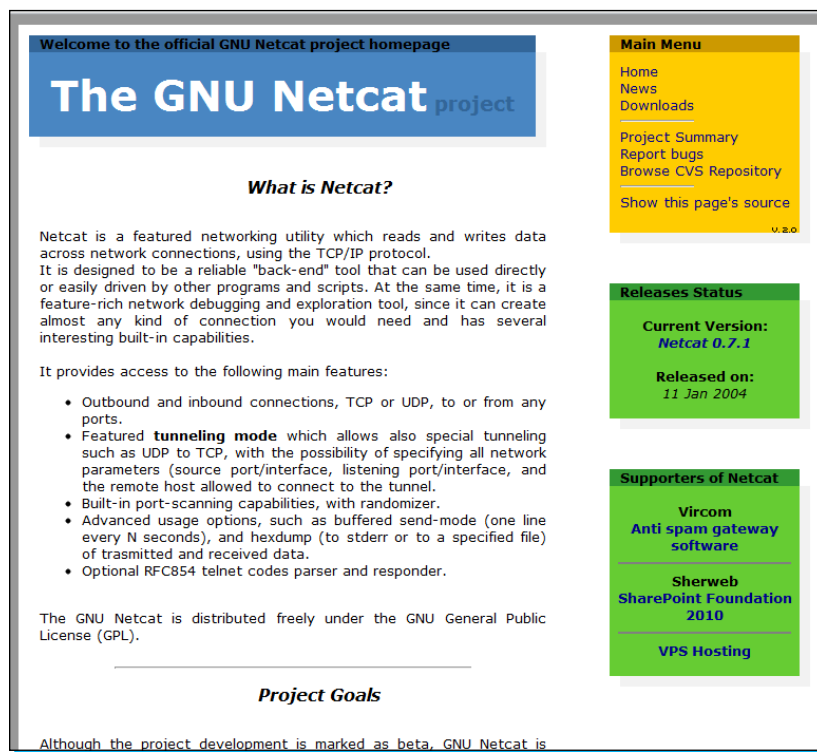 Welcome to the official GNU Netcat project homepage
The GNU Netcat project
What is Netcat?
Netcat is a featured networking utility which reads and writes data
across network connections, using the TCP/IP protocol.
It is designed to be a reliable "back-end" tool that can be used directly
or easily driven by other programs and scripts. At the same time, it is a
feature-rich network debugging and exploration tool, since it can create
almost any kind of connection you would need and has several
interesting built-in capabilities.
It provides access to the following main features:
• Outbound and inbound connections, TCP or UDP, to or from any
ports.
• Featured tunneling mode which allows also special tunneling
such as UDP to TCP, with the possibility of specifying all network
parameters (source port/interface, listening port/interface, and
the remote host allowed to connect to the tunnel.
• Built-in port-scanning capabilities, with randomizer.
• Advanced usage options, such as buffered send-mode (one line
every N seconds), and hexdump (to stderr or to a specified file)
of trasmitted and received data.
• Optional RFC854 telnet codes parser and responder.
The GNU Netcat is distributed freely under the GNU General Public
License (GPL).
Project Goals
Although the project development is marked as beta, GNU Netcat is
Main Menu
Home
News
Downloads
Project Summary
Report bugs
Browse CVS Repository
Show this page's source
V. 2.0
Releases Status
Current Version:
Netcat 0.7.1
Released on:
11 Jan 2004
Supporters of Netcat
Vircom
Anti spam gateway
software
Sherweb
SharePoint Foundation
2010
VPS Hosting